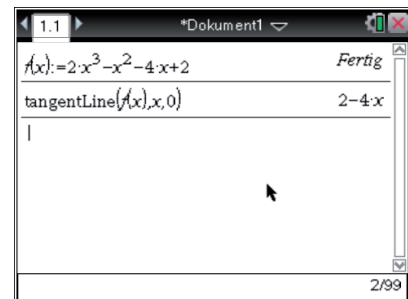 1.1 *Dokument1
f(x):=2·x³−x²−4·x+2 Fertig
tangentLine(f(x),x,0) 2−4·x
2/99